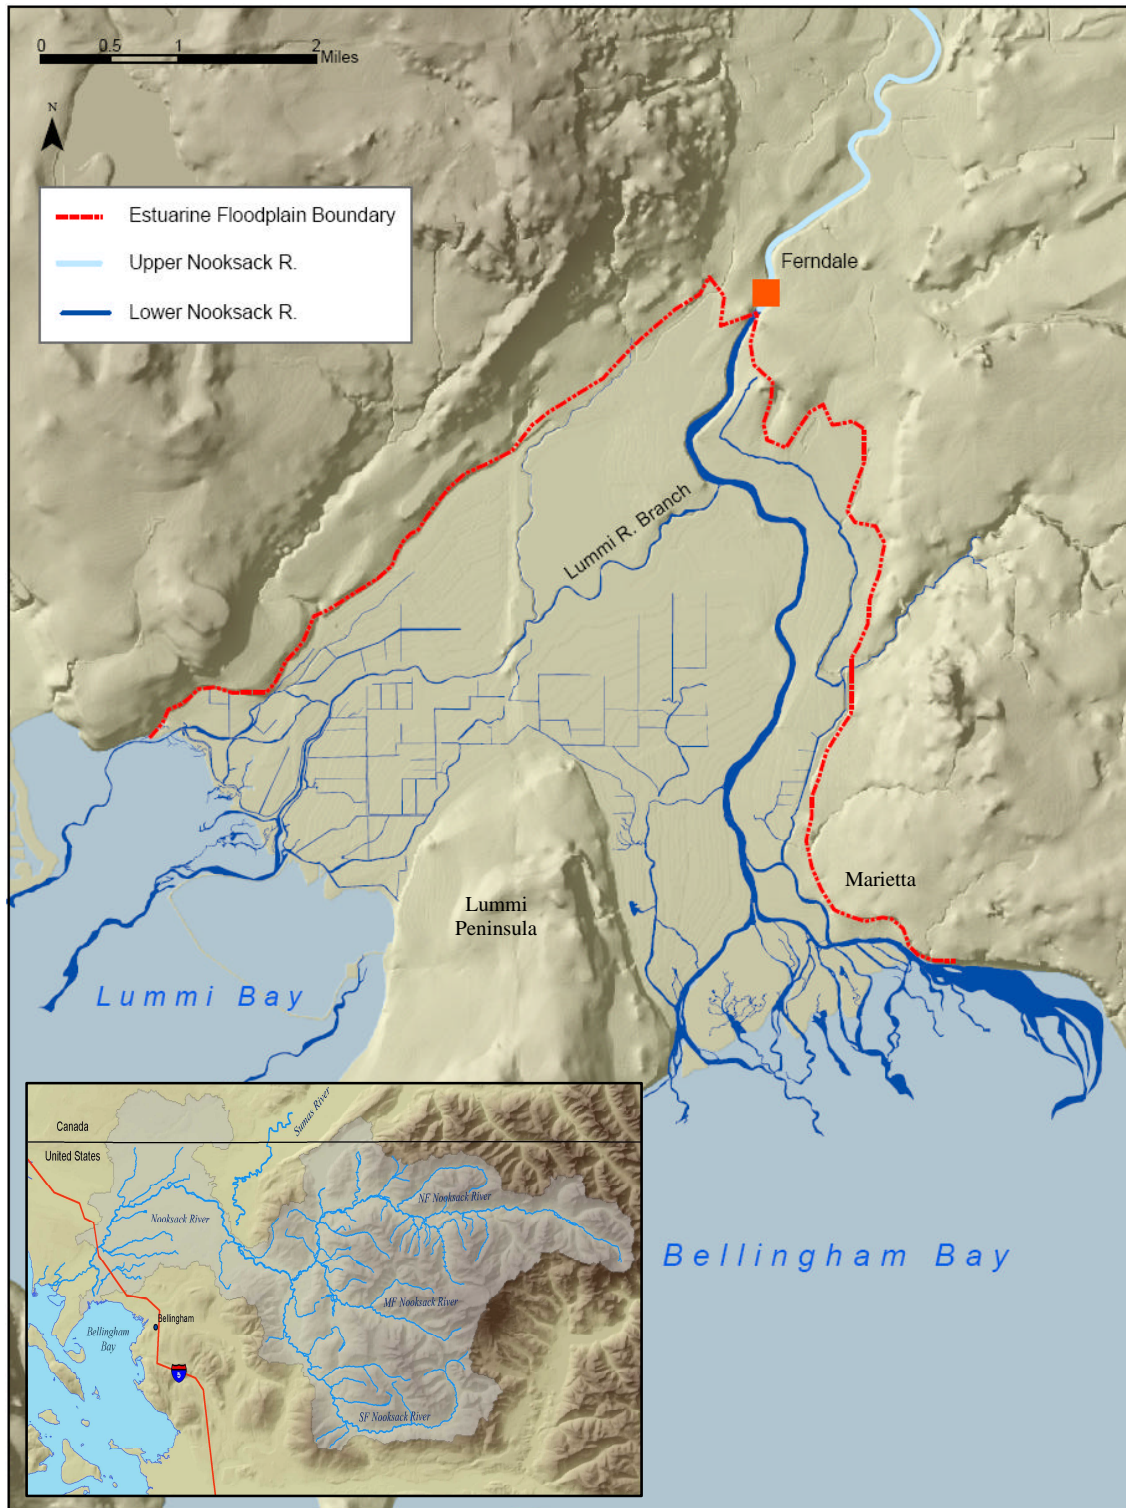 0 0.5 1 2
Miles
N
Estuarine Floodplain Boundary
Upper Nooksack R.
Lower Nooksack R.
Ferndale
Lummi R. Branch
Marietta
Lummi
Peninsula
Lummi Bay
Bellingham Bay
Canada
United States
Sumas River
Nooksack River
NF Nooksack River
MF Nooksack River
Bellingham
Bellingham
Bay
5
SF Nooksack River